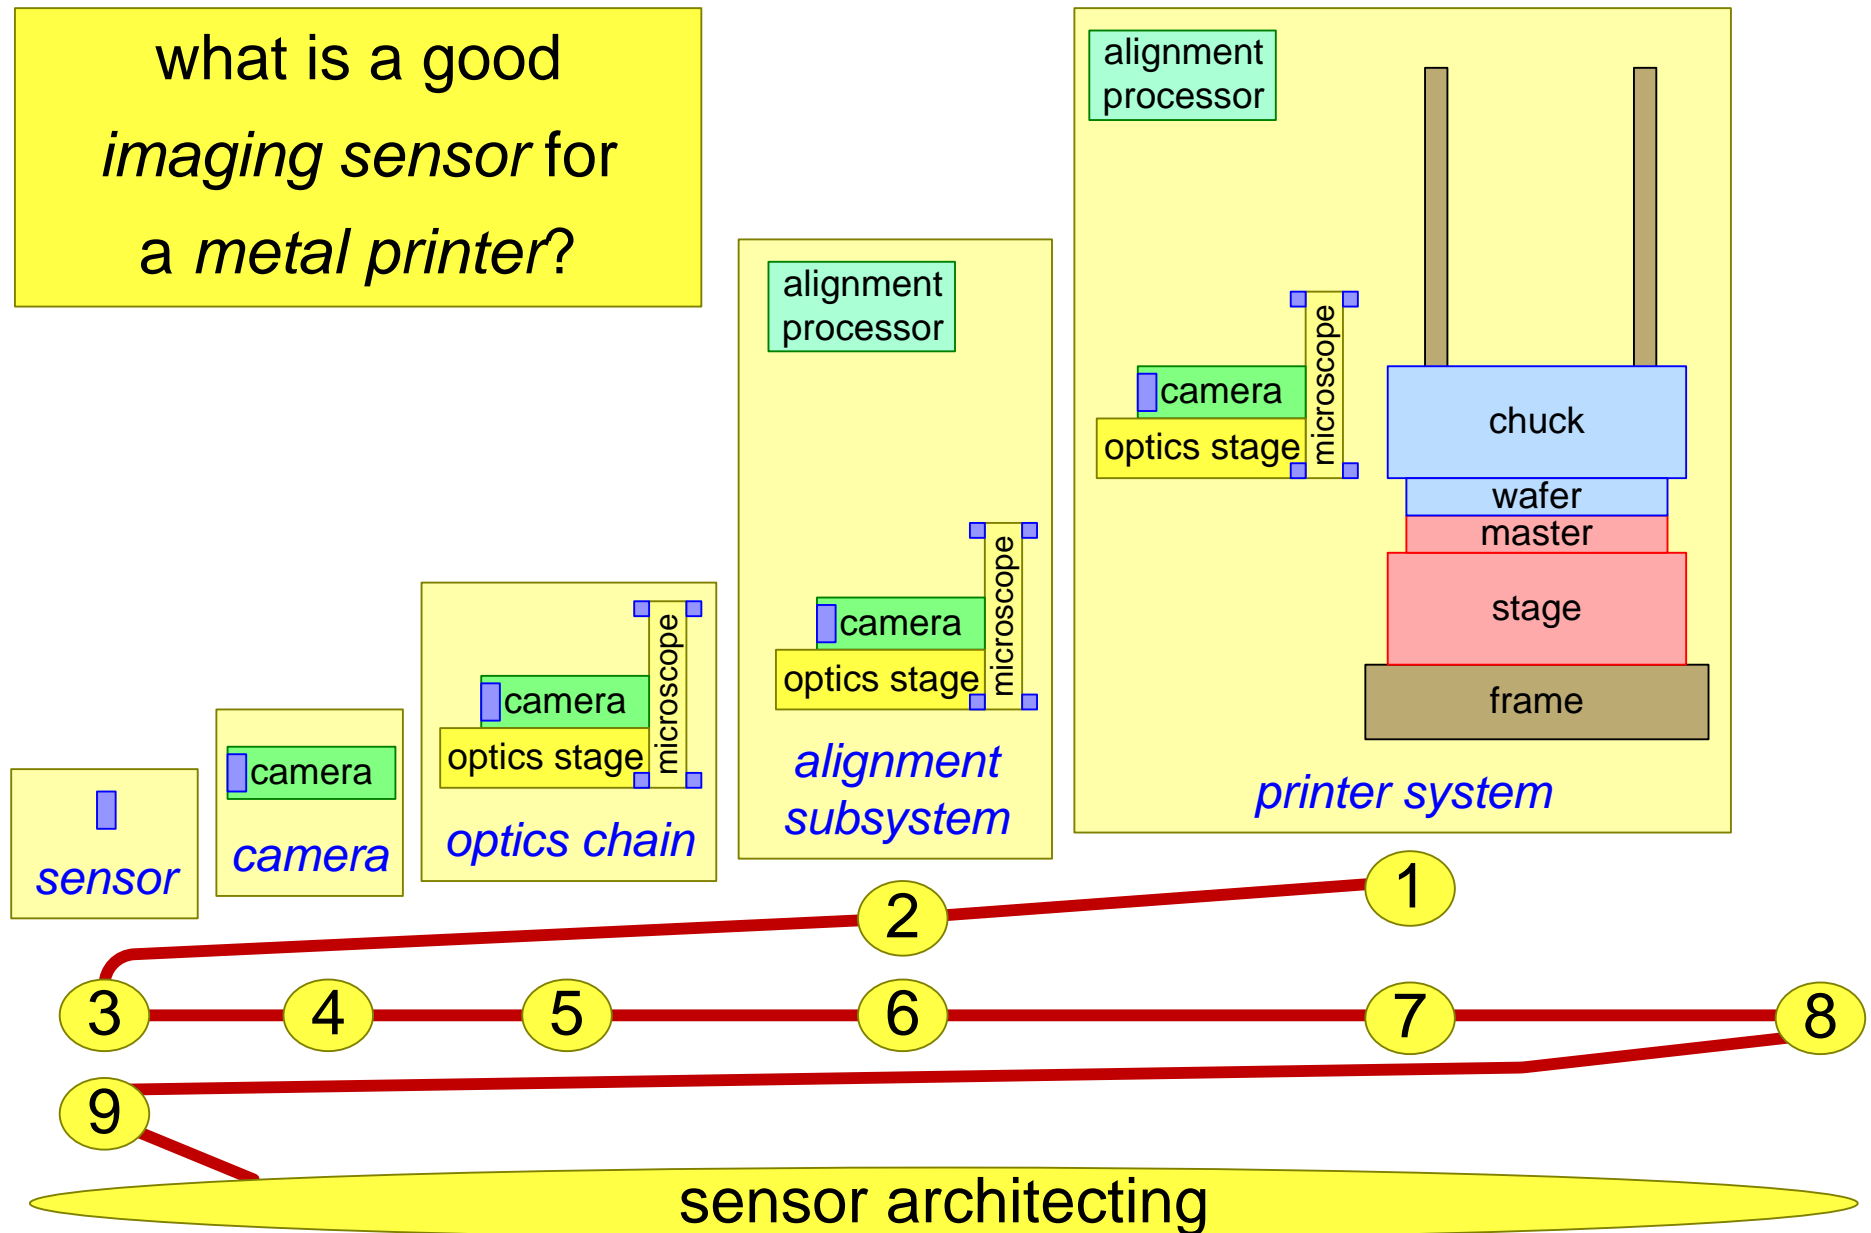 what is a good
imaging sensor for
a metal printer?
sensor
camera
camera
camera
optics stage
microscope
optics chain
alignment
processor
camera
optics stage
microscope
alignment
subsystem
alignment
processor
camera
optics stage
microscope
chuck
wafer
master
stage
frame
printer system
1
2
3
4
5
6
7
8
9
sensor architecting